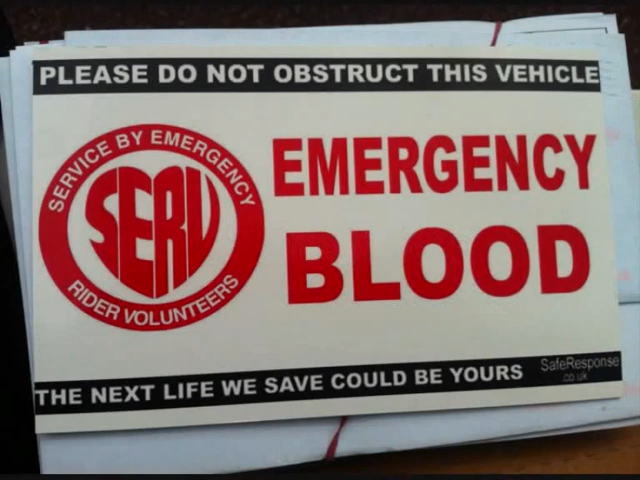 PLEASE DO NOT OBSTRUCT THIS VEHICLE
SERVICE BY EMERGENCY
SERV
RIDER VOLUNTEERS
EMERGENCY
BLOOD
THE NEXT LIFE WE SAVE COULD BE YOURS
SafeResponse
.co.uk